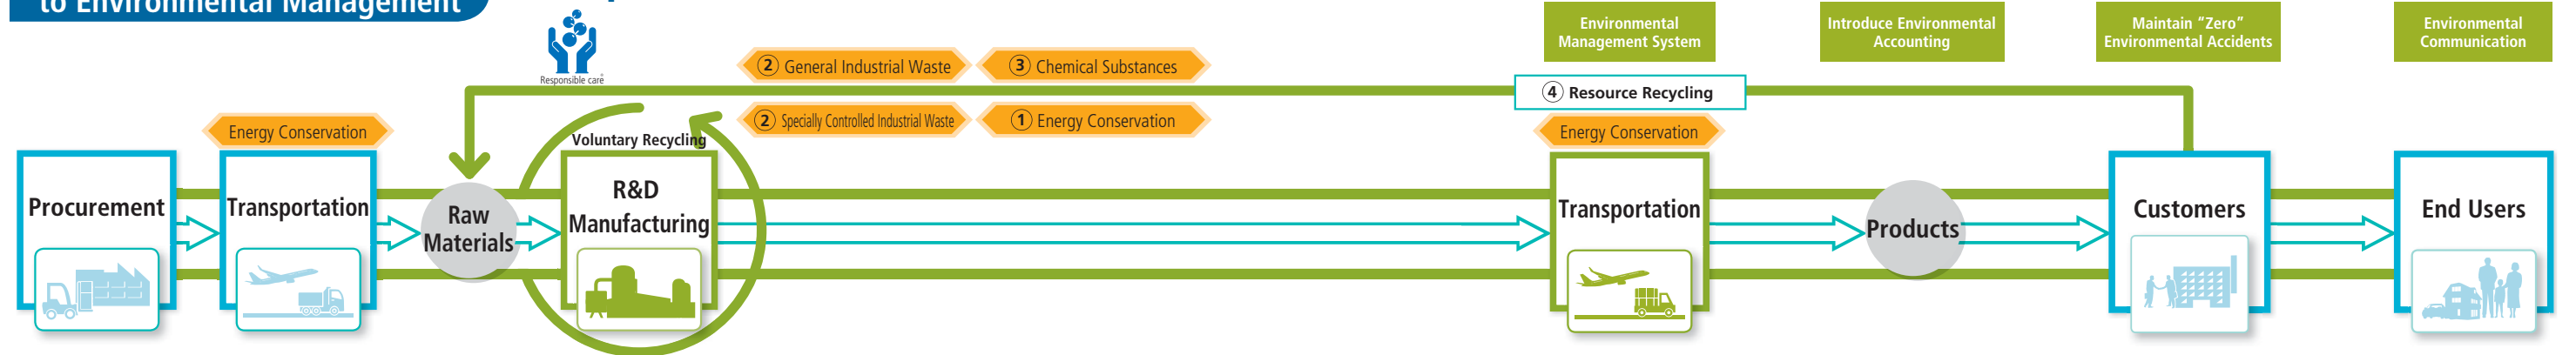 to Environmental Management
Responsible care
Environmental
Management System
Introduce Environmental
Accounting
Maintain “Zero”
Environmental Accidents
Environmental
Communication
② General Industrial Waste
③ Chemical Substances
④ Resource Recycling
② Specially Controlled Industrial Waste
① Energy Conservation
Energy Conservation
Energy Conservation
Voluntary Recycling
Procurement
Transportation
Raw
Materials
R&D
Manufacturing
Transportation
Products
Customers
End Users